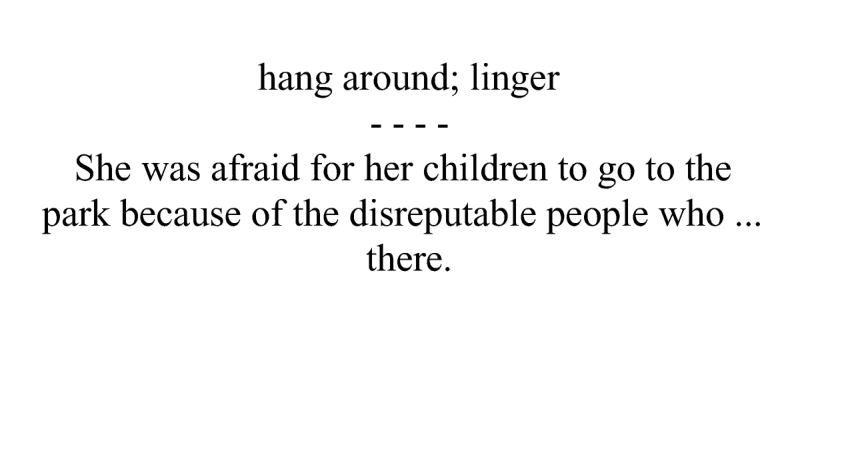 hang around; linger
- - - -
She was afraid for her children to go to the
park because of the disreputable people who ...
there.